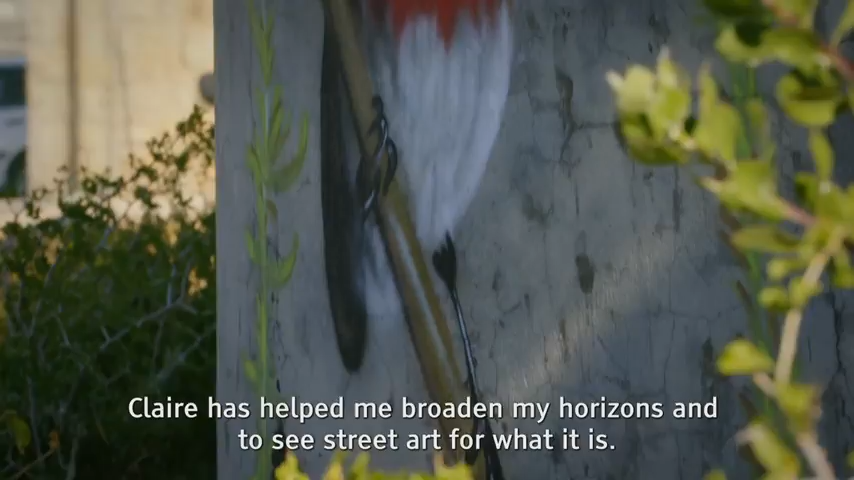 Claire has helped me broaden my horizons and
to see street art for what it is.